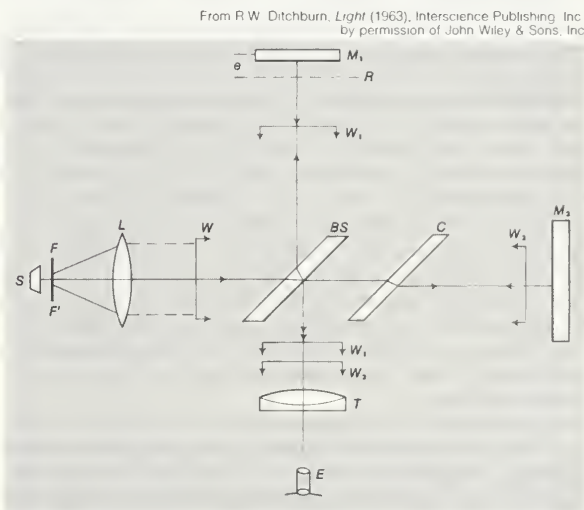 From R.W. Ditchburn, Light (1963), Interscience Publishing Inc
by permission of John Wiley & Sons, Inc
M₁
e
R
W₁
BS
C
M₂
L
W
W₂
F
S
F'
W₁
W₂
T
E